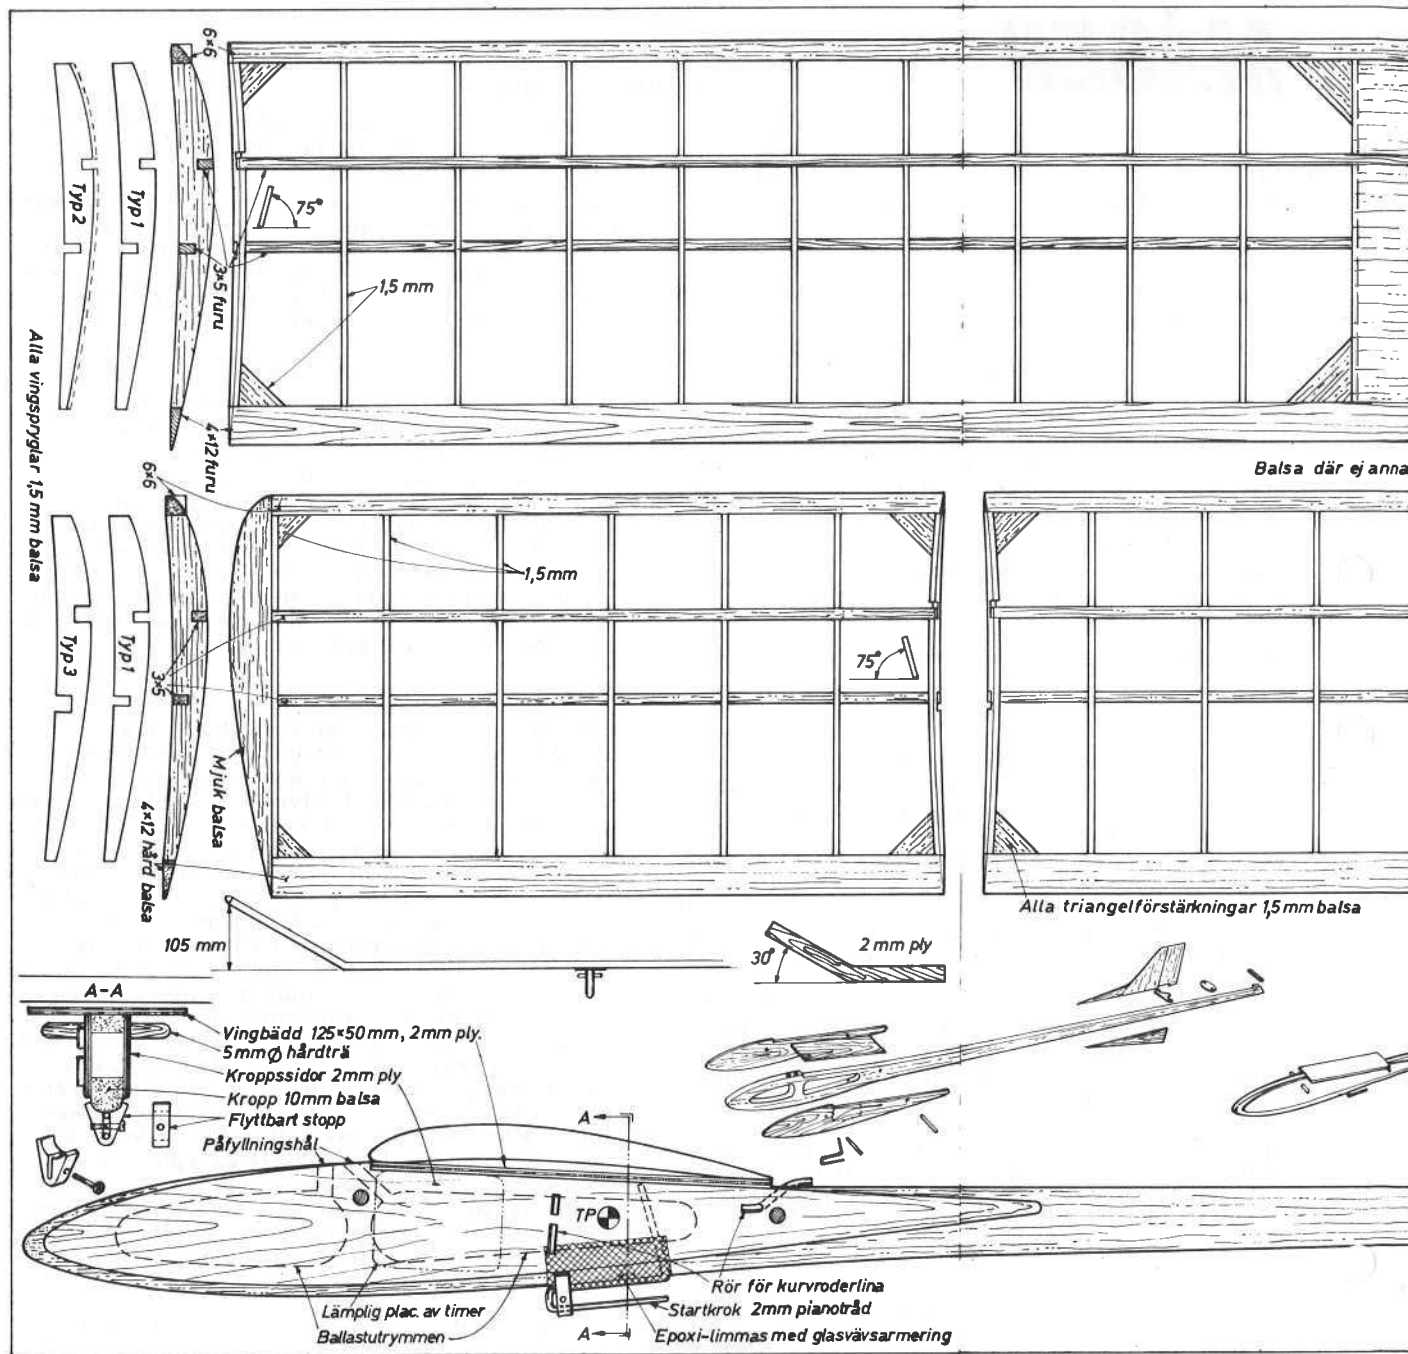 6×6
Typ 2
Typ 1
75°
3×5 furu
1,5 mm
4×12 furu
Alla vingspryglar 1,5 mm balsa
Balsa där ej anna
6×6
Typ 3
Typ 1
1,5 mm
3×5
75°
Mjuk balsa
4×12 hård balsa
Alla triangelförstärkningar 1,5 mm balsa
105 mm
30°
2 mm ply
A-A
Vingbädd 125×50 mm, 2mm ply.
5mm Ø hårdträ
Kroppssidor 2mm ply
Kropp 10mm balsa
Flyttbart stopp
Påfyllningshål
A
TP
Rör för kurvroderlina
Lämplig plac. av timer
Startkrok 2mm pianotråd
Ballastutrymmen
A
Epoxi-limmas med glasvävsarmering